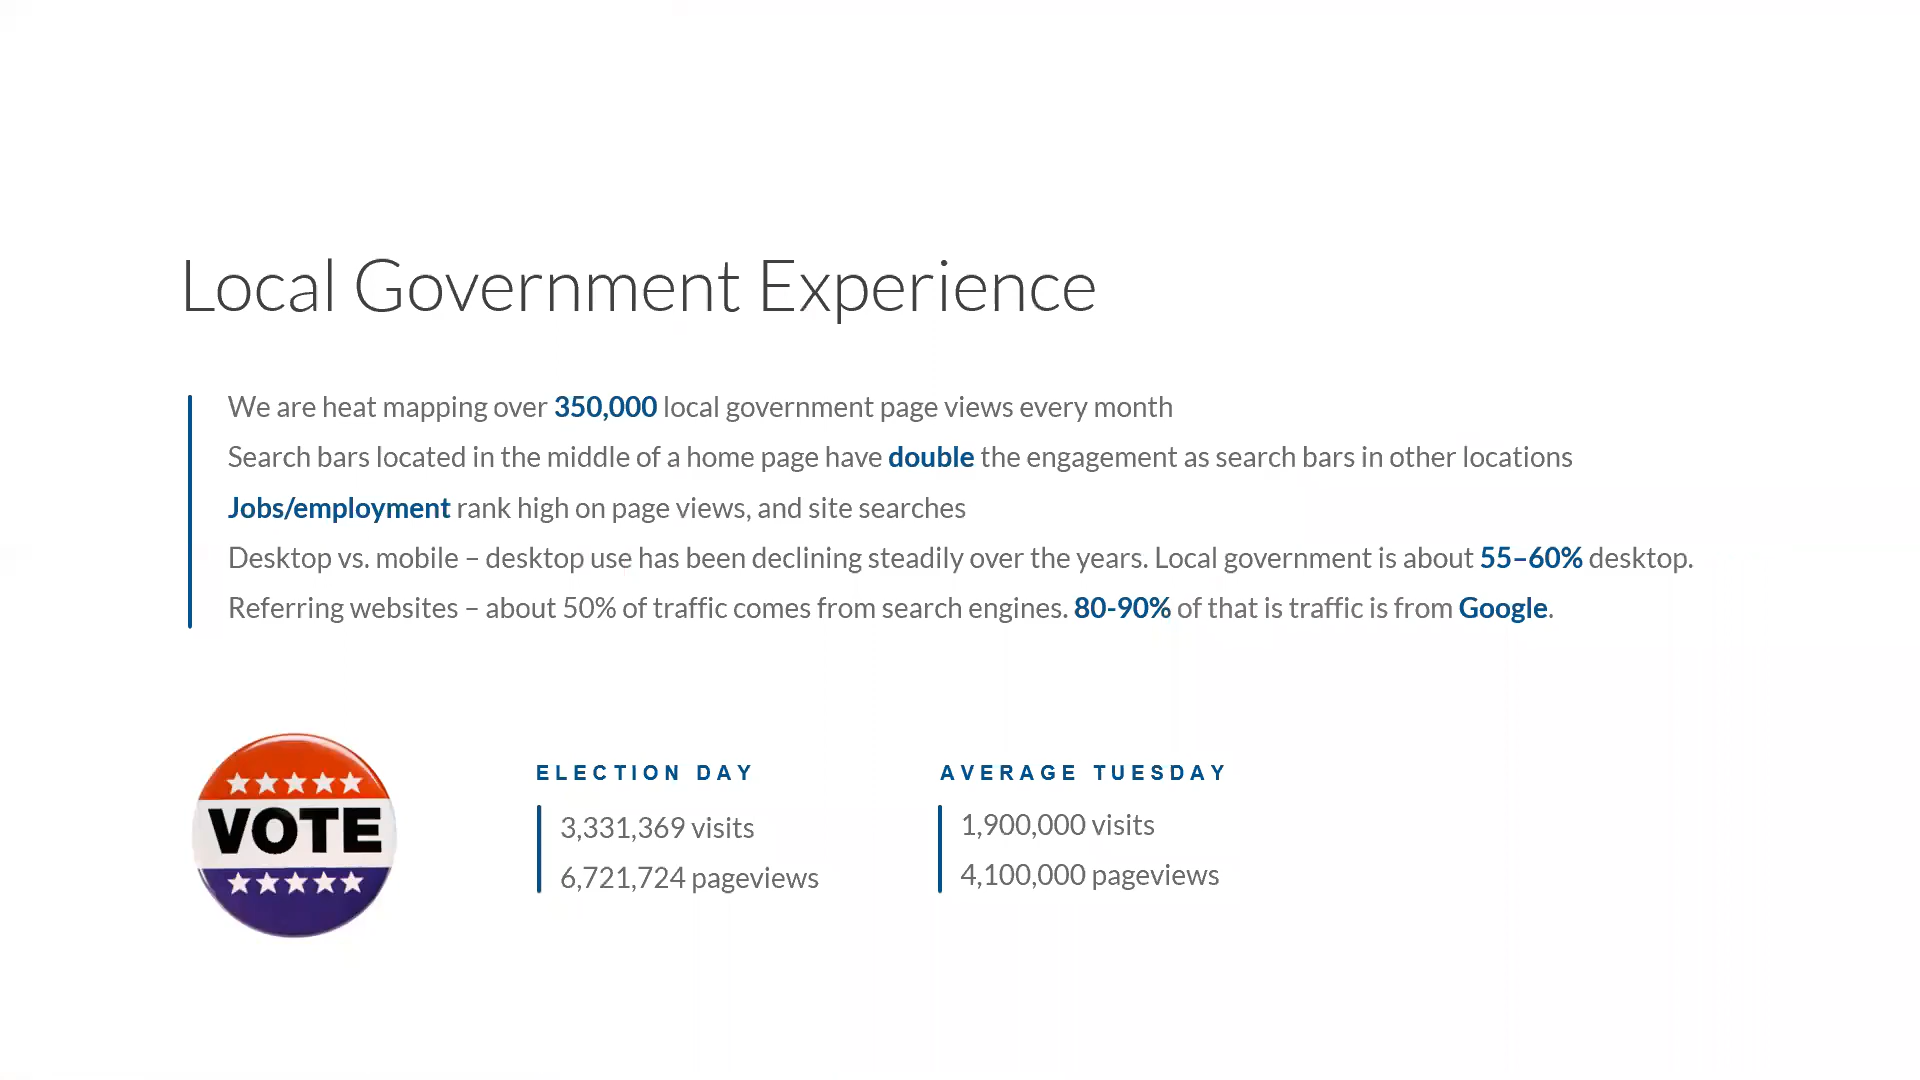 Local Government Experience
We are heat mapping over 350,000 local government page views every month
Search bars located in the middle of a home page have double the engagement as search bars in other locations
Jobs/employment rank high on page views, and site searches
Desktop vs. mobile – desktop use has been declining steadily over the years. Local government is about 55–60% desktop.
Referring websites – about 50% of traffic comes from search engines. 80-90% of that is traffic is from Google.
VOTE
ELECTION DAY
3,331,369 visits
6,721,724 pageviews
AVERAGE TUESDAY
1,900,000 visits
4,100,000 pageviews